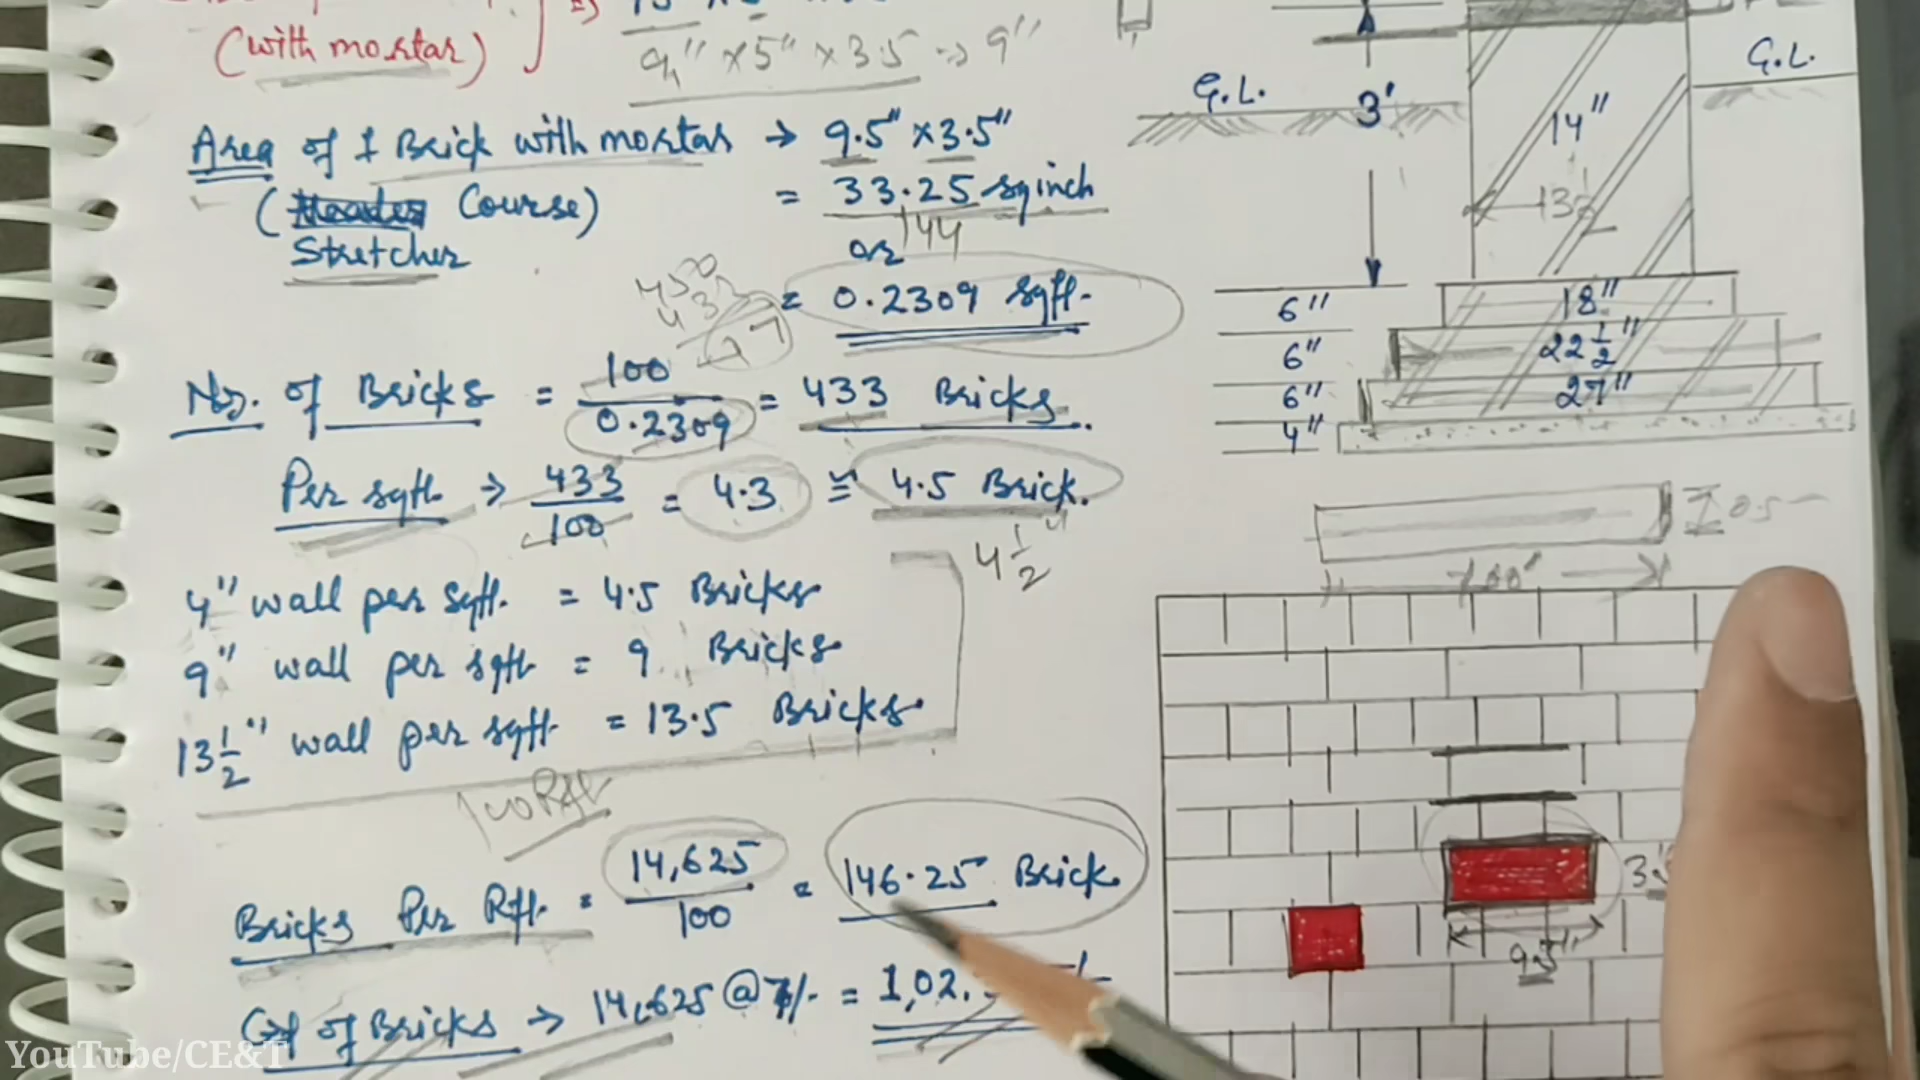 (with mortar)
9" x 5" x 3.5 → 9"
Area of 1 Brick with mortar → 9.5" x 3.5"
( Course) = 33.25 sq inch
Stretcher
144
or
= 0.2309 sqft.
450
433
17
No. of Bricks = 100 / 0.2309 = 433 Bricks.
Per sqft → 433 / 100 = 4.3 ≅ 4.5 Brick.
4 1/2"
4" wall per sqft. = 4.5 Bricks
9" wall per sqft = 9 Bricks
13 1/2" wall per sqft. = 13.5 Bricks.
100 Rft
Bricks Per Rft. = 14,625 / 100 = 146.25 Brick.
Cost of Bricks → 14,625 @ 7/- = 1,02.
G.L.
3'
G.L.
14"
13 1/2
6" 18"
6" 22 1/2"
6" 27"
4"
0.5
100'
9.5"
YouTube/CE&T